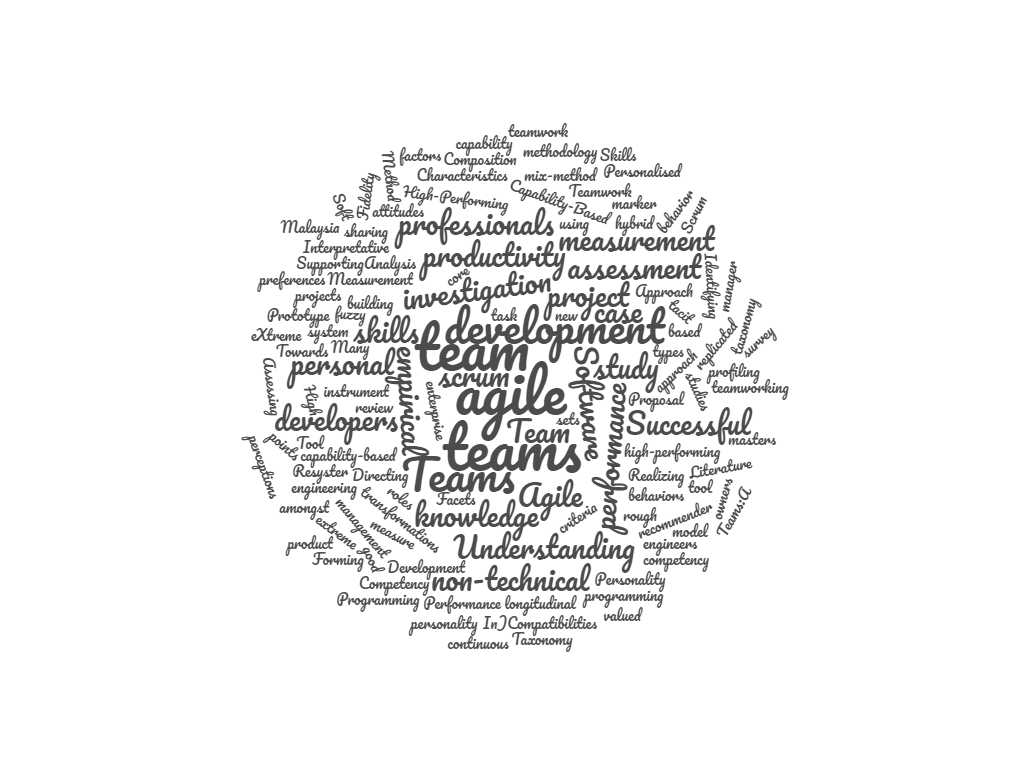 teamwork
capability
factors Composition methodology Skills
Method Characteristics mix-method Personalised
Fidelity High-Performing Capability-Based Teamwork
Soft attitudes marker
behavior Scrum
Malaysia sharing professionals using hybrid
Interpretative measurement
Supporting Analysis productivity assessment Identifying
preferences Measurement core manager
projects building investigation project Approach tacit
Prototype fuzzy task new case taxonomy
eXtreme system skills development based replicated survey
Towards Many team types
Assessing personal empirical scrum Software study approach profiling
High instrument enterprise agile performance Proposal studies teamworking
review sets
developers Team Successful
points Tool teams masters
perceptions capability-based high-performing
Resyster Directing Teams Realizing Literature
engineering roles Facets Agile behaviors tool owners
amongst transformations knowledge criteria rough recommender Teams:A
management measure model
extreme good
product Understanding engineers
Forming Development competency
Competency non-technical Personality
Programming Performance longitudinal programming
personality In)Compatibilities valued
continuous Taxonomy